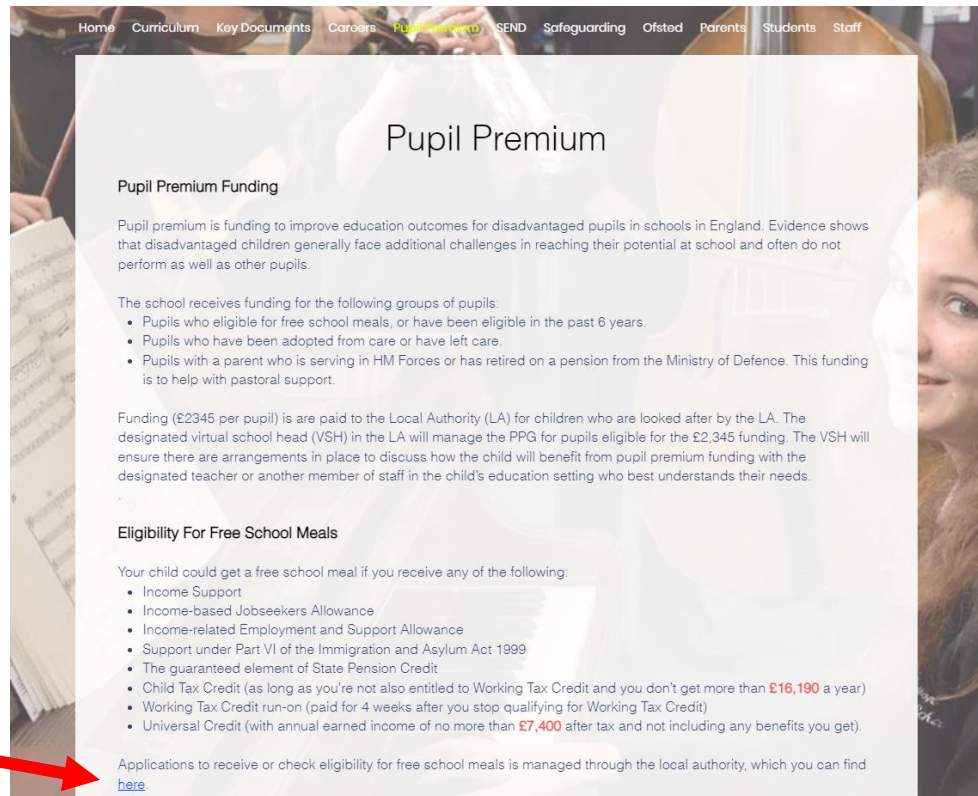 Home Curriculum Key Documents Careers Pupil Premium SEND Safeguarding Ofsted Parents Students Staff
Pupil Premium
Pupil Premium Funding
Pupil premium is funding to improve education outcomes for disadvantaged pupils in schools in England. Evidence shows
that disadvantaged children generally face additional challenges in reaching their potential at school and often do not
perform as well as other pupils.
The school receives funding for the following groups of pupils:
• Pupils who eligible for free school meals, or have been eligible in the past 6 years.
• Pupils who have been adopted from care or have left care.
• Pupils with a parent who is serving in HM Forces or has retired on a pension from the Ministry of Defence. This funding
is to help with pastoral support.
Funding (£2345 per pupil) is are paid to the Local Authority (LA) for children who are looked after by the LA. The
designated virtual school head (VSH) in the LA will manage the PPG for pupils eligible for the £2,345 funding. The VSH will
ensure there are arrangements in place to discuss how the child will benefit from pupil premium funding with the
designated teacher or another member of staff in the child's education setting who best understands their needs.
.
Eligibility For Free School Meals
Your child could get a free school meal if you receive any of the following:
• Income Support
• Income-based Jobseekers Allowance
• Income-related Employment and Support Allowance
• Support under Part VI of the Immigration and Asylum Act 1999
• The guaranteed element of State Pension Credit
• Child Tax Credit (as long as you're not also entitled to Working Tax Credit and you don't get more than £16,190 a year)
• Working Tax Credit run-on (paid for 4 weeks after you stop qualifying for Working Tax Credit)
• Universal Credit (with annual earned income of no more than £7,400 after tax and not including any benefits you get).
Applications to receive or check eligibility for free school meals is managed through the local authority, which you can find
here.